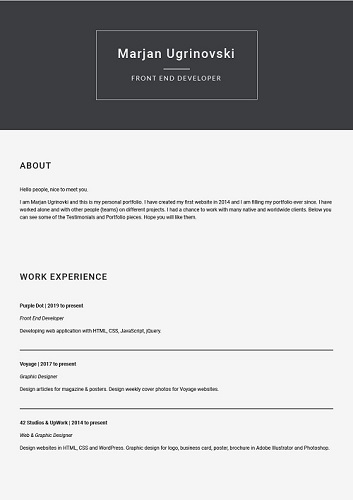 Marjan Ugrinovski
FRONT END DEVELOPER
ABOUT
Hello people, nice to meet you.
I am Marjan Ugrinovki and this is my personal portfolio. I have created my first website in 2014 and I am filling my portfolio ever since. I have
worked alone and with other people (teams) on different projects. I had a chance to work with many native and worldwide clients. Below you
can see some of the Testimonials and Portfolio pieces. Hope you will like them.
WORK EXPERIENCE
Purple Dot | 2019 to present
Front End Developer
Developing web application with HTML, CSS, JavaScript, jQuery.
Voyage | 2017 to present
Graphic Designer
Design articles for magazine & posters. Design weekly cover photos for Voyage websites.
42 Studios & UpWork | 2014 to present
Web & Graphic Designer
Design websites in HTML, CSS and WordPress. Graphic design for logo, business card, poster, brochure in Adobe Illustrator and Photoshop.